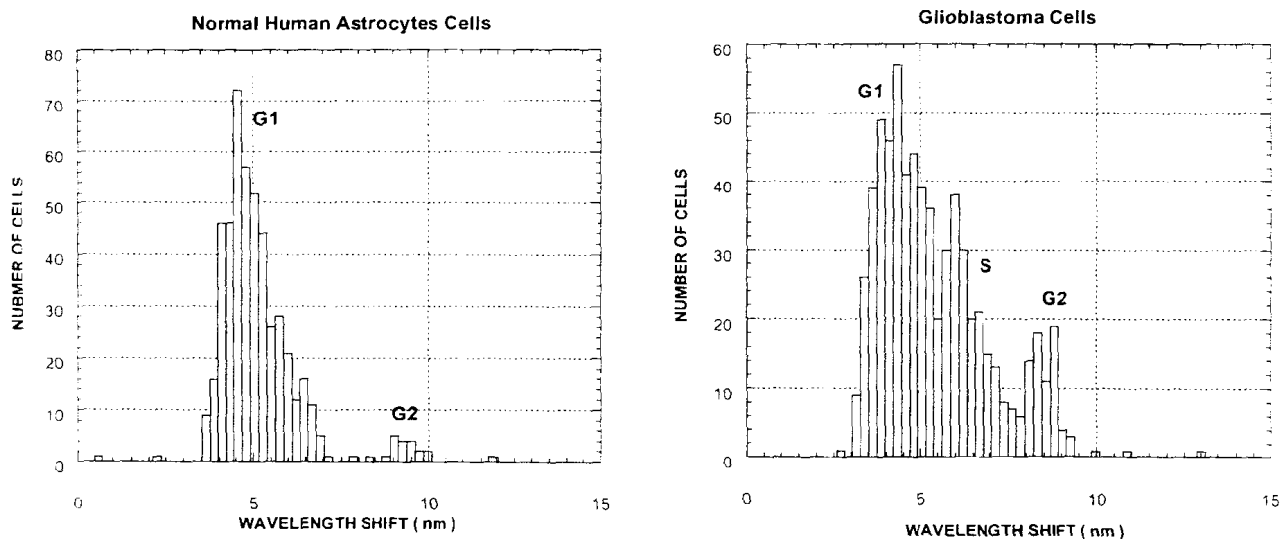 Normal Human Astrocytes Cells
80
70
60
50
40
30
20
10
0
NUBMER OF CELLS
G1
G2
0
5
10
15
WAVELENGTH SHIFT ( nm )
Glioblastoma Cells
60
50
40
30
20
10
0
NUMBER OF CELLS
G1
S
G2
0
5
10
15
WAVELENGTH SHIFT ( nm )